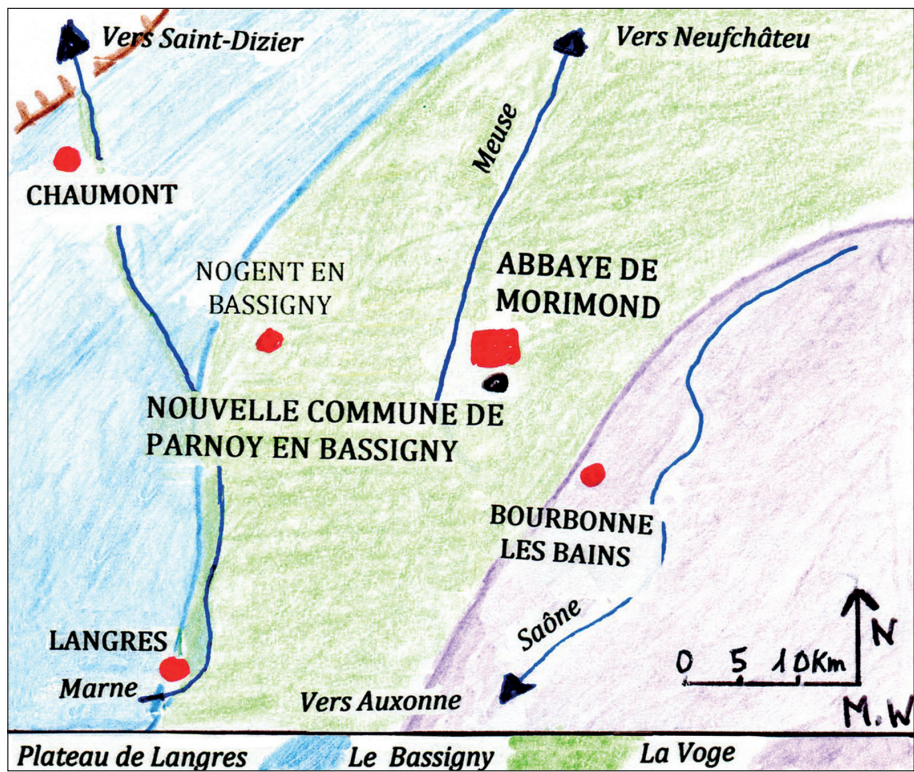 Vers Saint-Dizier
Vers Neufchâteu
Meuse
CHAUMONT
NOGENT EN
BASSIGNY
ABBAYE DE
MORIMOND
NOUVELLE COMMUNE DE
PARNOY EN BASSIGNY
BOURBONNE
LES BAINS
Saône
LANGRES
Marne
Vers Auxonne
0 5 10Km
N
M.W
Plateau de Langres
Le Bassigny
La Voge